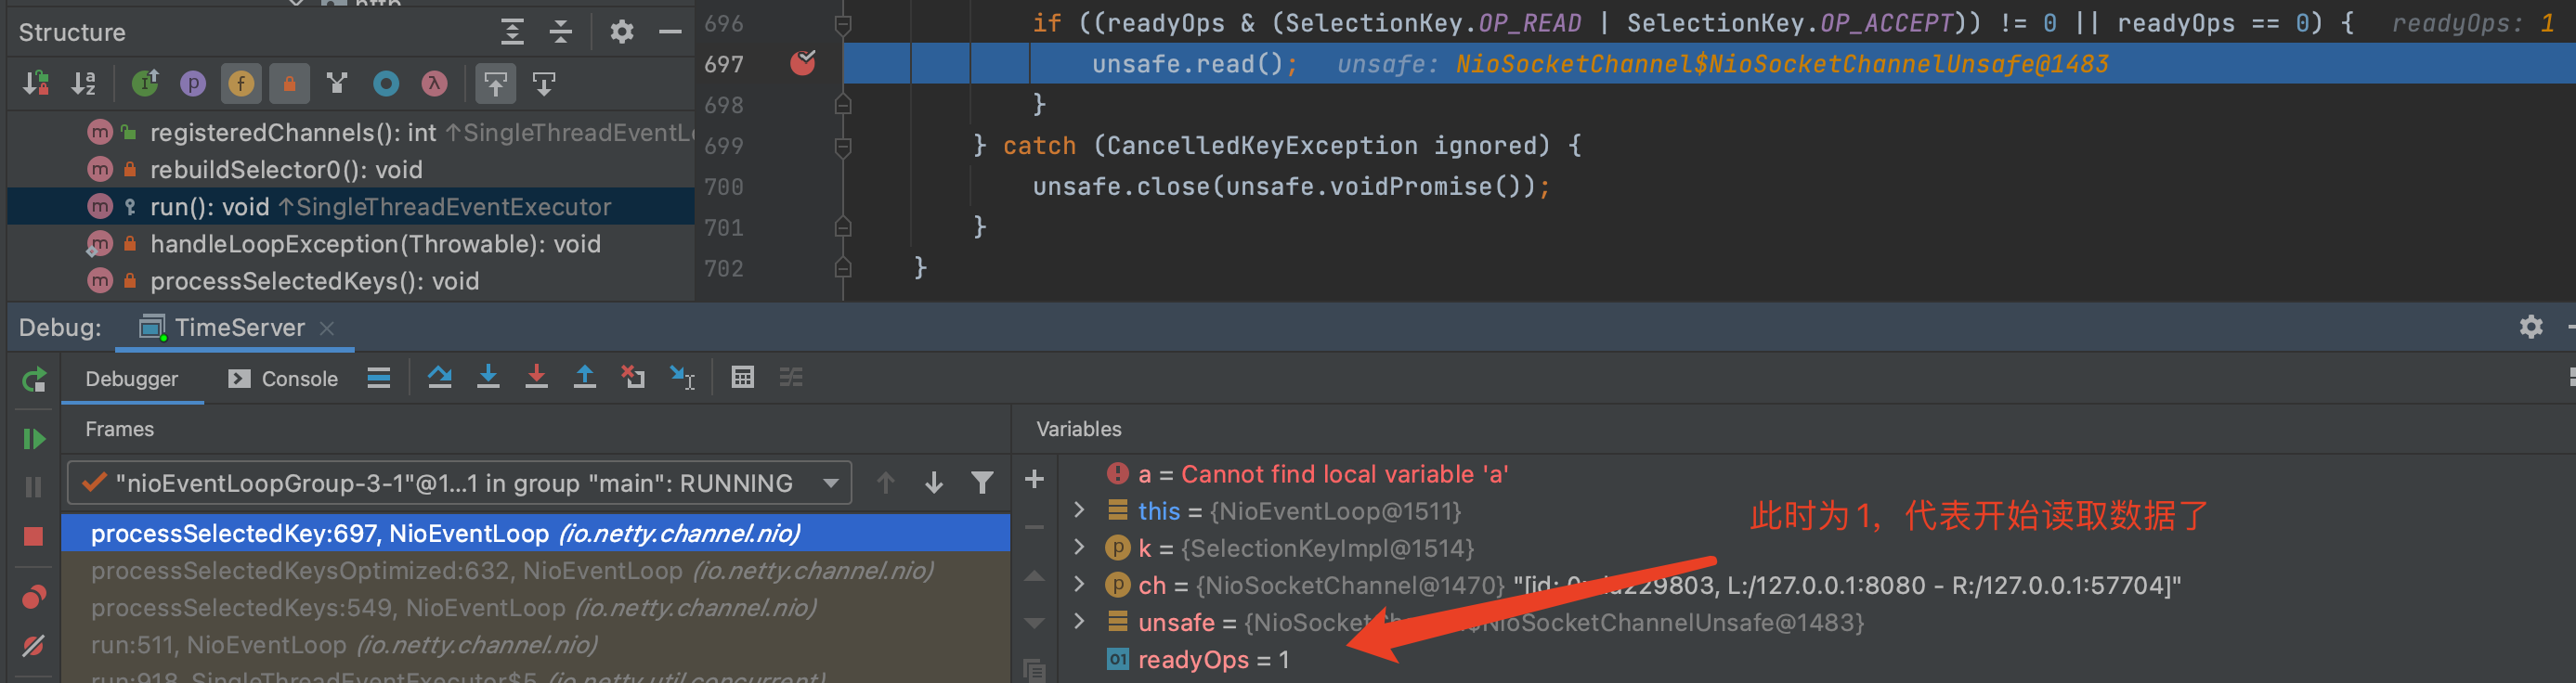 Structure
registeredChannels(): int ↑SingleThreadEventLo
rebuildSelector0(): void
run(): void ↑SingleThreadEventExecutor
handleLoopException(Throwable): void
processSelectedKeys(): void
696 if ((readyOps & (SelectionKey.OP_READ | SelectionKey.OP_ACCEPT)) != 0 || readyOps == 0) { readyOps: 1
697 unsafe.read(); unsafe: NioSocketChannel$NioSocketChannelUnsafe@1483
698 }
699 } catch (CancelledKeyException ignored) {
700 unsafe.close(unsafe.voidPromise());
701 }
702 }
Debug: TimeServer
Debugger Console
Frames
"nioEventLoopGroup-3-1"@1...1 in group "main": RUNNING
processSelectedKey:697, NioEventLoop (io.netty.channel.nio)
processSelectedKeysOptimized:632, NioEventLoop (io.netty.channel.nio)
processSelectedKeys:549, NioEventLoop (io.netty.channel.nio)
run:511, NioEventLoop (io.netty.channel.nio)
run:918, SingleThreadEventExecutor$5 (io.netty.util.concurrent)
Variables
a = Cannot find local variable 'a'
this = {NioEventLoop@1511}
k = {SelectionKeyImpl@1514}
ch = {NioSocketChannel@1470} "[id: 229803, L:/127.0.0.1:8080 - R:/127.0.0.1:57704]"
unsafe = {NioSocketCh $NioSocketChannelUnsafe@1483}
readyOps = 1
此时为1，代表开始读取数据了